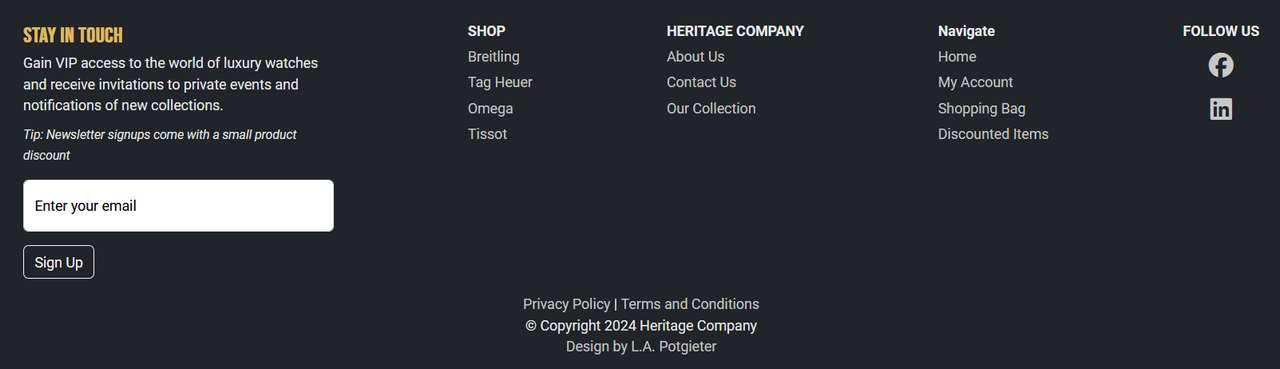 STAY IN TOUCH
Gain VIP access to the world of luxury watches
and receive invitations to private events and
notifications of new collections.
Tip: Newsletter signups come with a small product
discount
Enter your email
Sign Up
SHOP
Breitling
Tag Heuer
Omega
Tissot
HERITAGE COMPANY
About Us
Contact Us
Our Collection
Navigate
Home
My Account
Shopping Bag
Discounted Items
FOLLOW US
in
Privacy Policy | Terms and Conditions
© Copyright 2024 Heritage Company
Design by L.A. Potgieter